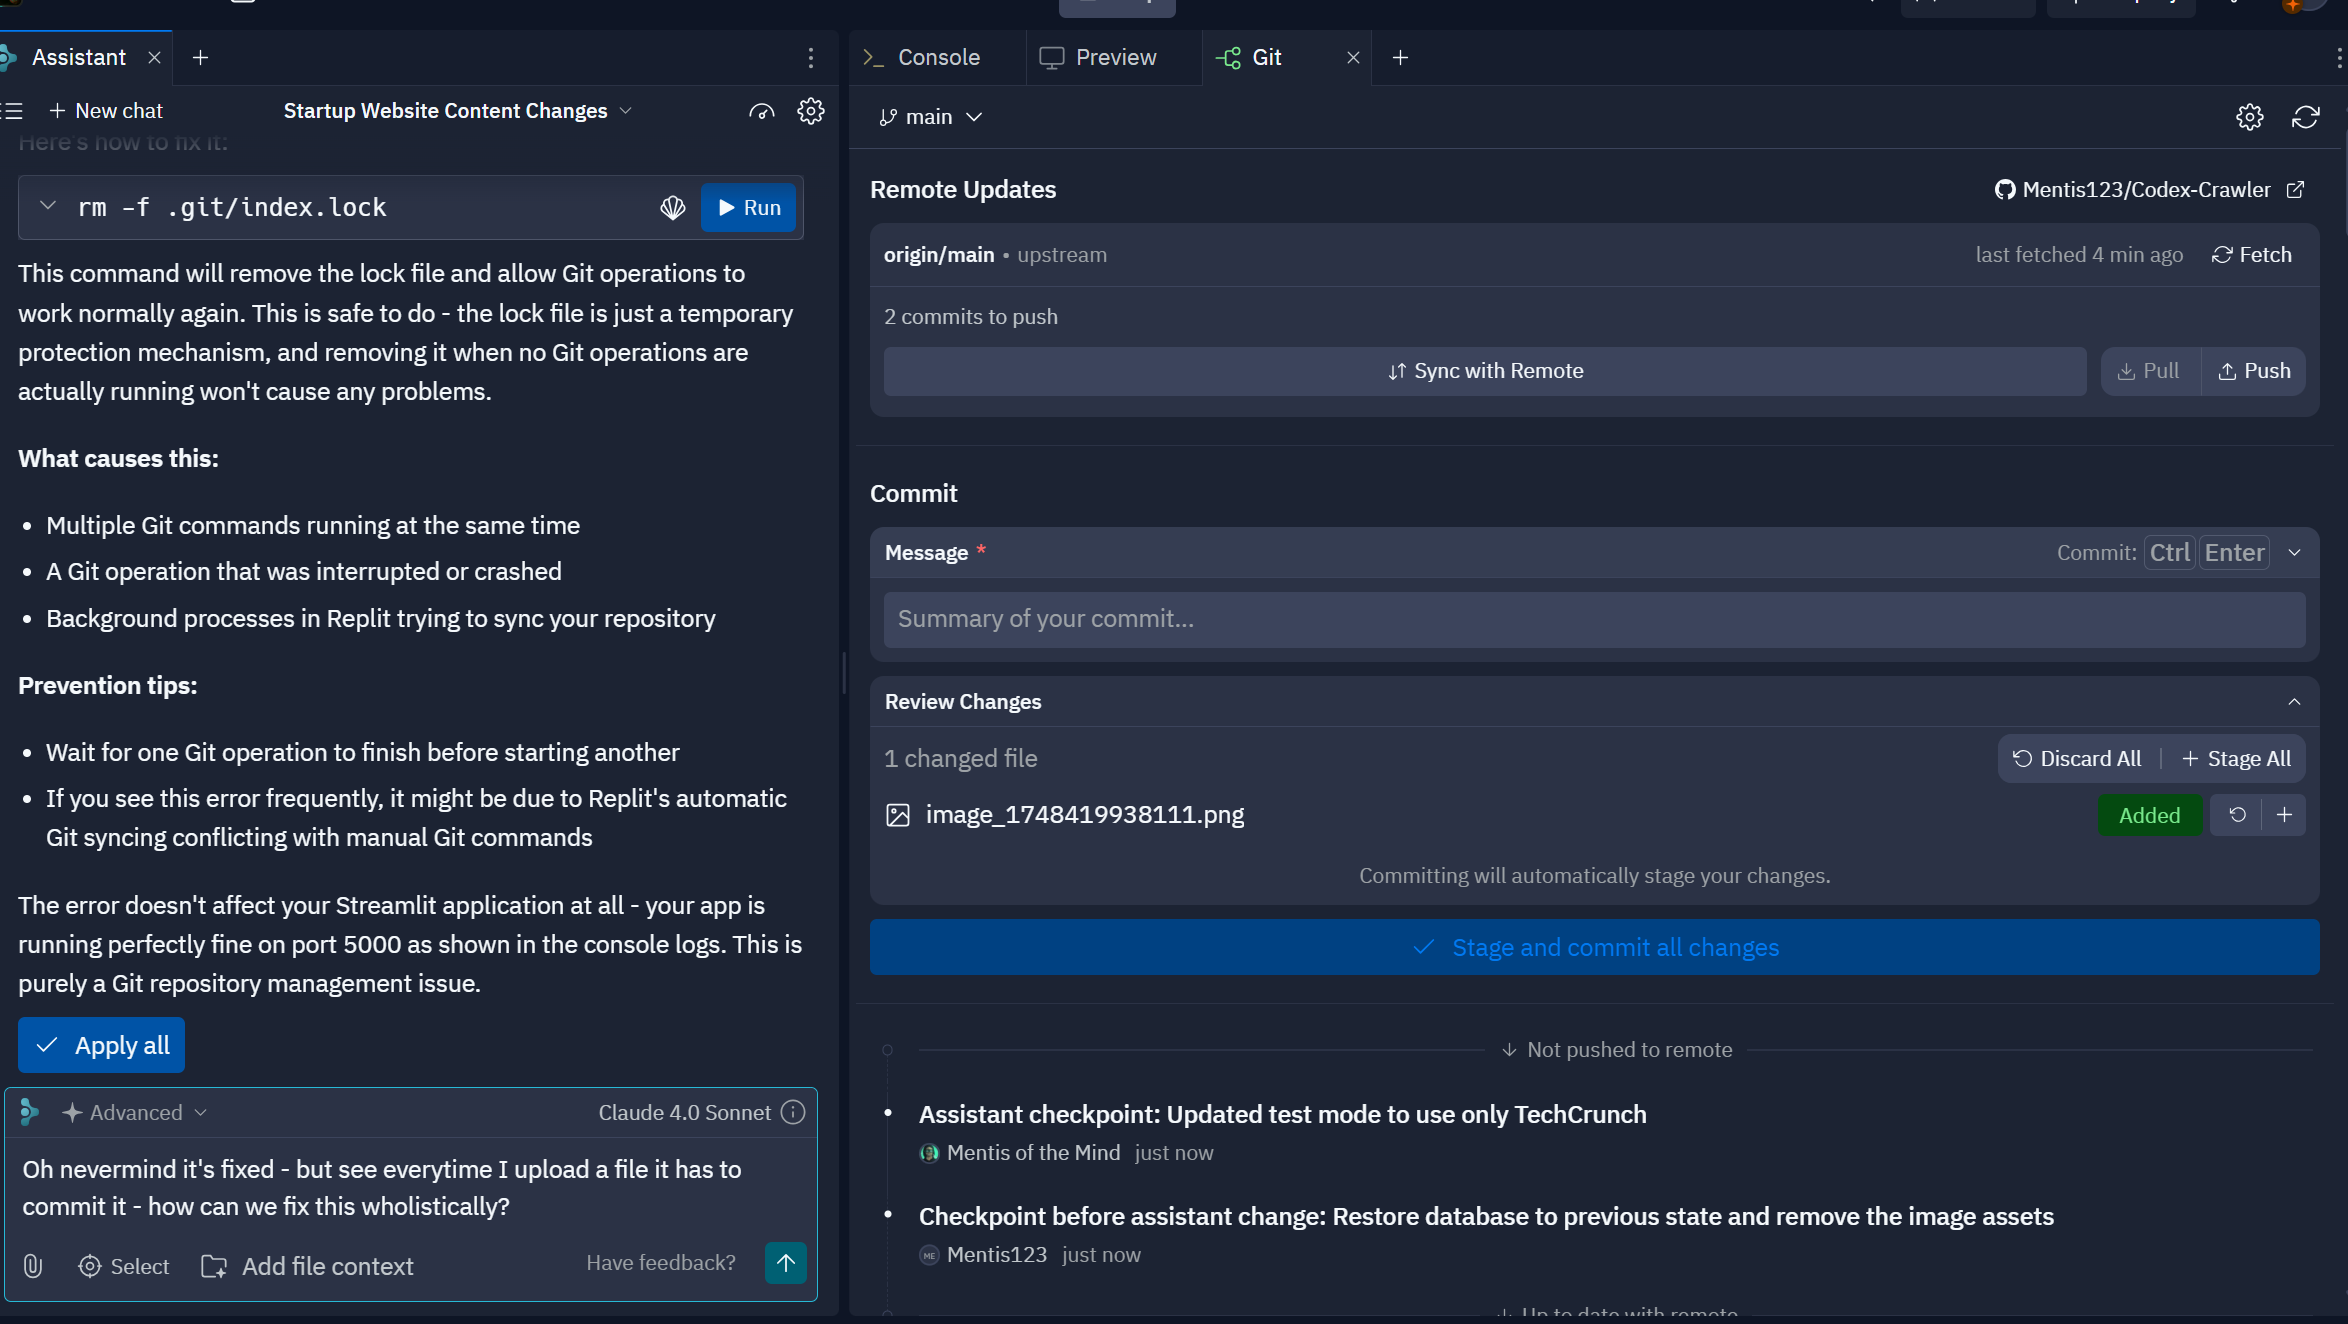 Assistant
New chat
Startup Website Content Changes
Here's how to fix it:
rm -f .git/index.lock
Run
This command will remove the lock file and allow Git operations to
work normally again. This is safe to do - the lock file is just a temporary
protection mechanism, and removing it when no Git operations are
actually running won't cause any problems.
What causes this:
• Multiple Git commands running at the same time
• A Git operation that was interrupted or crashed
• Background processes in Replit trying to sync your repository
Prevention tips:
• Wait for one Git operation to finish before starting another
• If you see this error frequently, it might be due to Replit's automatic
Git syncing conflicting with manual Git commands
The error doesn't affect your Streamlit application at all - your app is
running perfectly fine on port 5000 as shown in the console logs. This is
purely a Git repository management issue.
Apply all
Advanced
Claude 4.0 Sonnet
Oh nevermind it's fixed - but see everytime I upload a file it has to
commit it - how can we fix this wholistically?
Select
Add file context
Have feedback?
Console
Preview
Git
main
Remote Updates
Mentis123/Codex-Crawler
origin/main • upstream
last fetched 4 min ago
Fetch
2 commits to push
Sync with Remote
Pull
Push
Commit
Message *
Commit: Ctrl Enter
Summary of your commit...
Review Changes
1 changed file
Discard All
Stage All
image_1748419938111.png
Added
Committing will automatically stage your changes.
Stage and commit all changes
Not pushed to remote
Assistant checkpoint: Updated test mode to use only TechCrunch
Mentis of the Mind just now
Checkpoint before assistant change: Restore database to previous state and remove the image assets
ME Mentis123 just now
Up to date with remote